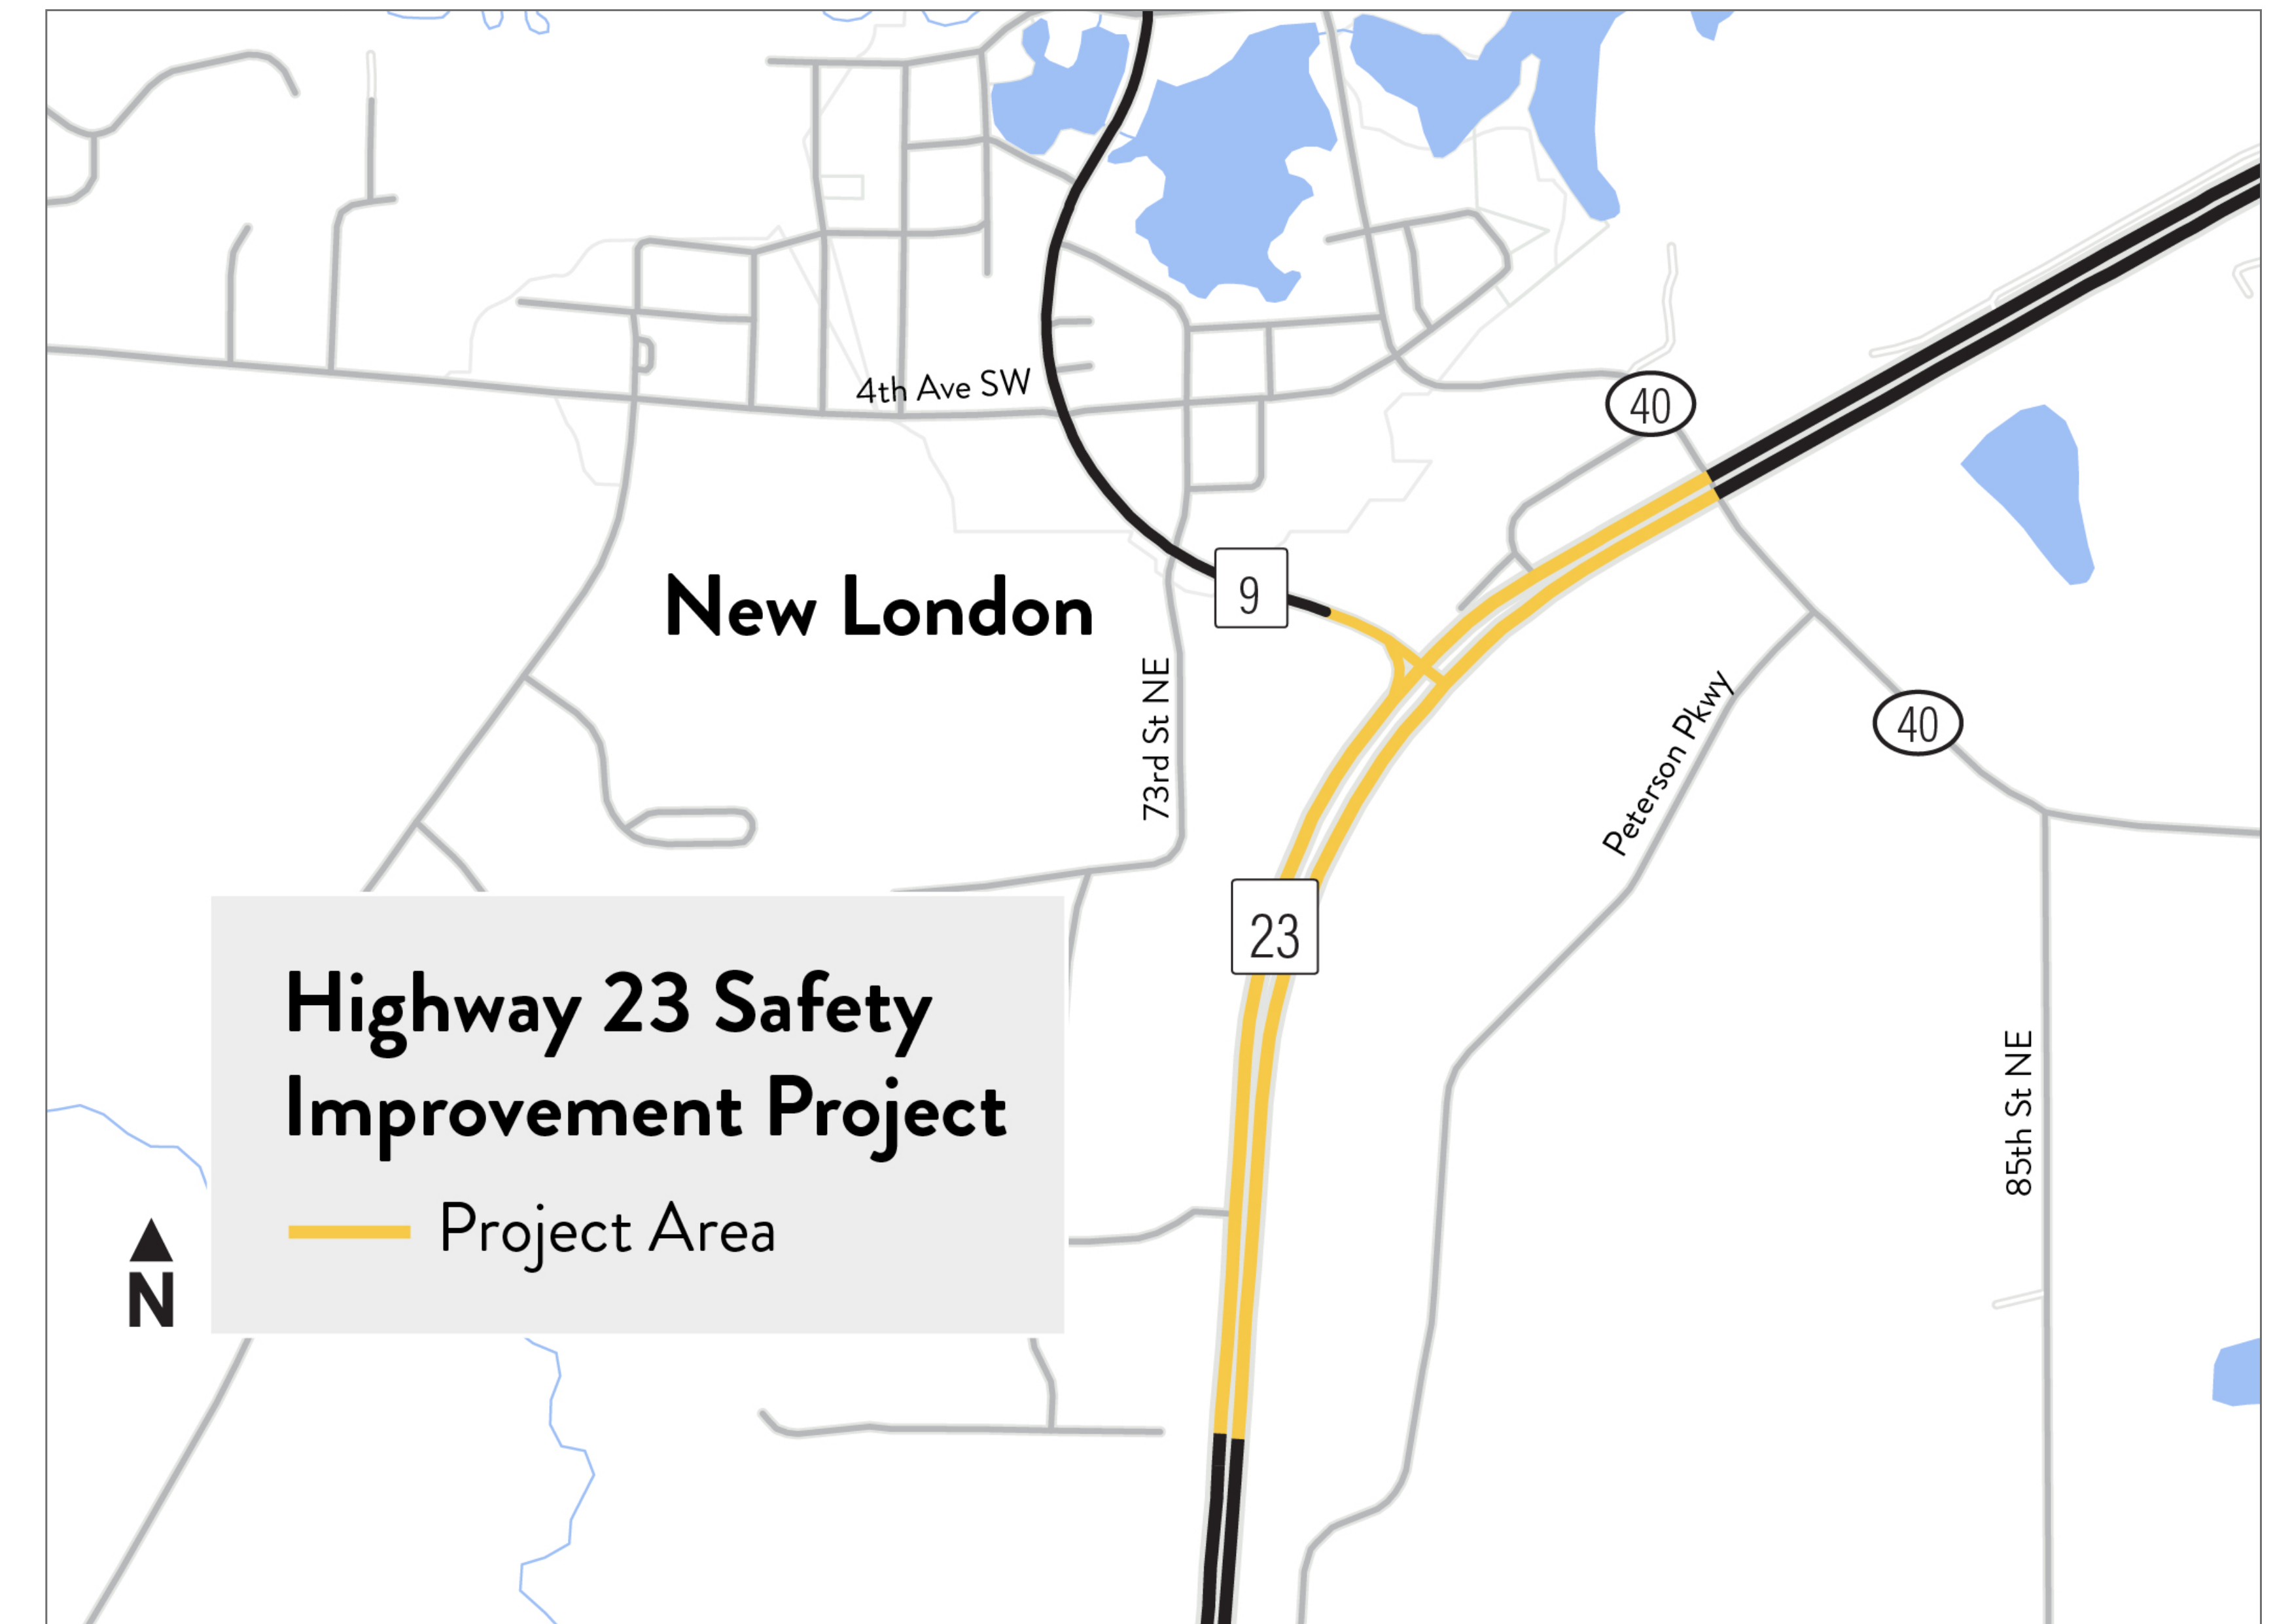 4th Ave SW
40
New London
9
73rd St NE
Peterson Pkwy
40
23
Highway 23 Safety
Improvement Project
Project Area
85th St NE
N